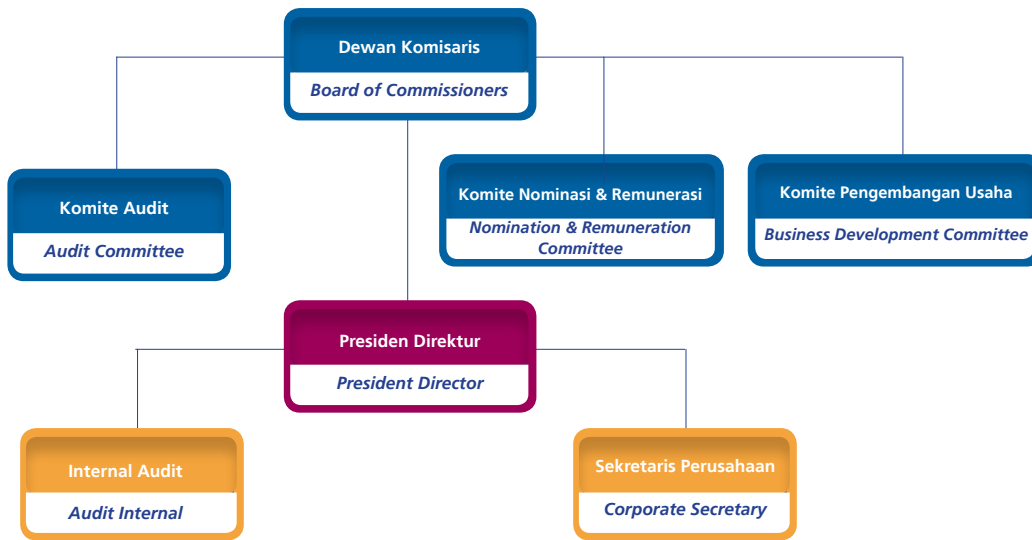 Dewan Komisaris
Board of Commissioners
Komite Audit
Audit Committee
Komite Nominasi & Remunerasi
Nomination & Remuneration
Committee
Komite Pengembangan Usaha
Business Development Committee
Presiden Direktur
President Director
Internal Audit
Audit Internal
Sekretaris Perusahaan
Corporate Secretary